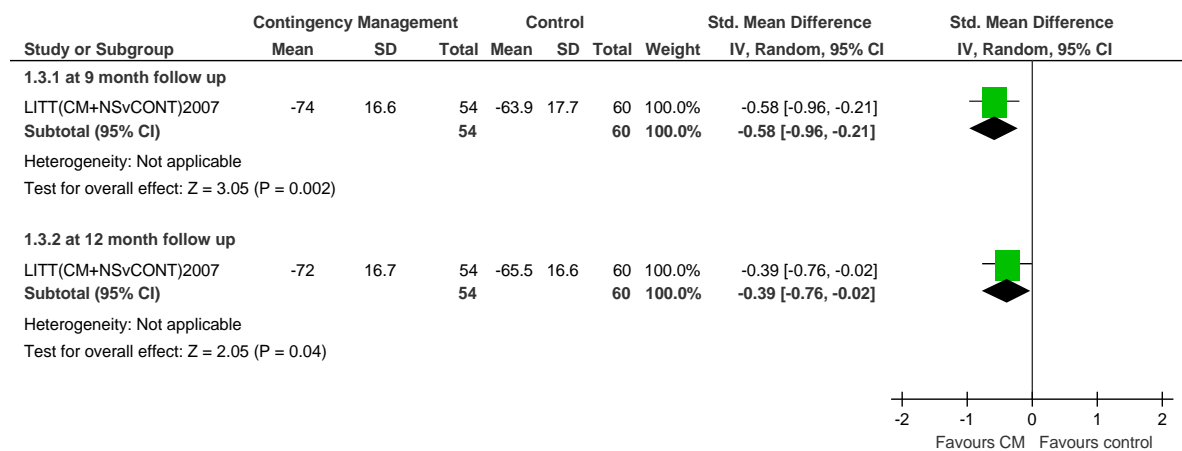 Contingency Management Control Std. Mean Difference Std. Mean Difference
Study or Subgroup Mean SD Total Mean SD Total Weight IV, Random, 95% CI IV, Random, 95% CI
1.3.1 at 9 month follow up
LITT(CM+NSvCONT)2007 -74 16.6 54 -63.9 17.7 60 100.0% -0.58 [-0.96, -0.21]
Subtotal (95% CI) 54 60 100.0% -0.58 [-0.96, -0.21]
Heterogeneity: Not applicable
Test for overall effect: Z = 3.05 (P = 0.002)
1.3.2 at 12 month follow up
LITT(CM+NSvCONT)2007 -72 16.7 54 -65.5 16.6 60 100.0% -0.39 [-0.76, -0.02]
Subtotal (95% CI) 54 60 100.0% -0.39 [-0.76, -0.02]
Heterogeneity: Not applicable
Test for overall effect: Z = 2.05 (P = 0.04)
-2 -1 0 1 2
Favours CM Favours control